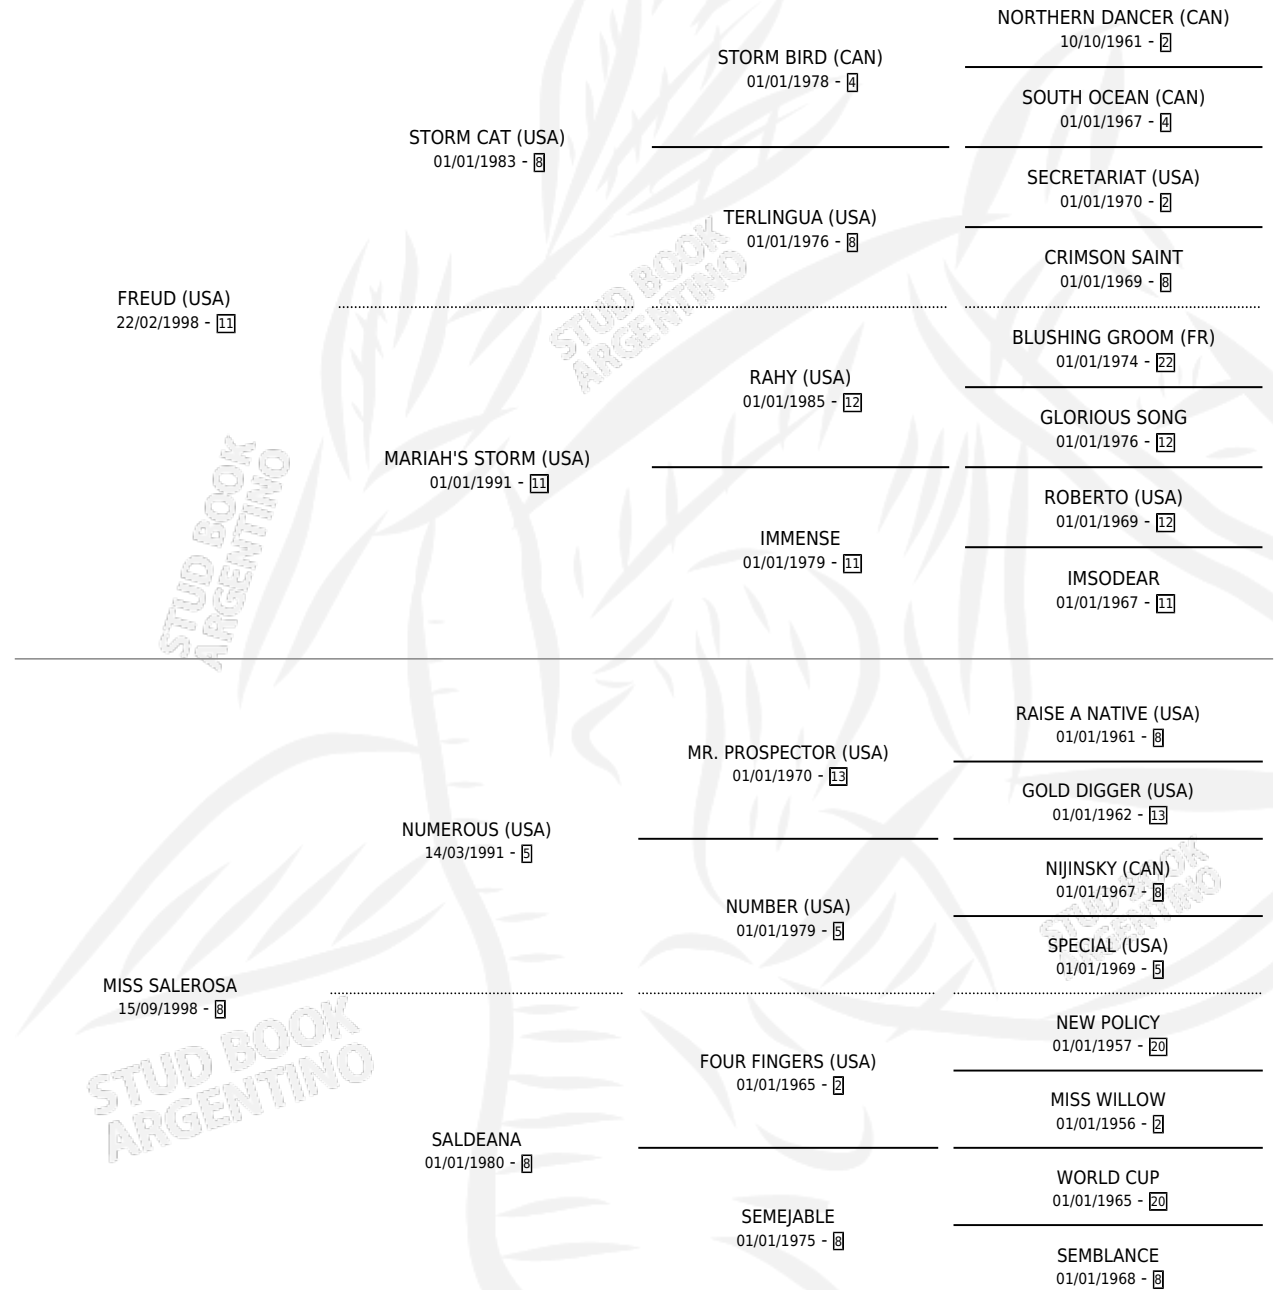 NORTHERN DANCER (CAN)
10/10/1961 - 2
STORM BIRD (CAN)
01/01/1978 - 4
SOUTH OCEAN (CAN)
01/01/1967 - 4
STORM CAT (USA)
01/01/1983 - 8
SECRETARIAT (USA)
01/01/1970 - 2
TERLINGUA (USA)
01/01/1976 - 8
CRIMSON SAINT
01/01/1969 - 8
FREUD (USA)
22/02/1998 - 11
BLUSHING GROOM (FR)
01/01/1974 - 22
RAHY (USA)
01/01/1985 - 12
GLORIOUS SONG
01/01/1976 - 12
MARIAH'S STORM (USA)
01/01/1991 - 11
ROBERTO (USA)
01/01/1969 - 12
IMMENSE
01/01/1979 - 11
IMSODEAR
01/01/1967 - 11
STUD BOOK
ARGENTINO
STUD BOOK
ARGENTINO
RAISE A NATIVE (USA)
01/01/1961 - 8
MR. PROSPECTOR (USA)
01/01/1970 - 13
GOLD DIGGER (USA)
01/01/1962 - 13
NUMEROUS (USA)
14/03/1991 - 5
NIJINSKY (CAN)
01/01/1967 - 8
NUMBER (USA)
01/01/1979 - 5
SPECIAL (USA)
01/01/1969 - 5
MISS SALEROSA
15/09/1998 - 8
NEW POLICY
01/01/1957 - 20
FOUR FINGERS (USA)
01/01/1965 - 2
MISS WILLOW
01/01/1956 - 2
SALDEANA
01/01/1980 - 8
WORLD CUP
01/01/1965 - 20
SEMEJABLE
01/01/1975 - 8
SEMBLANCE
01/01/1968 - 8
STUD BOOK
ARGENTINO
STUD BOOK
ARGENTINO